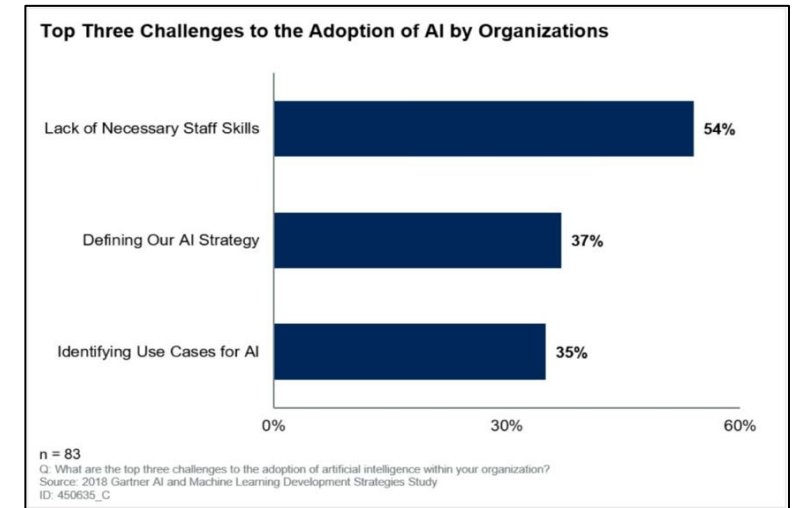 Top Three Challenges to the Adoption of AI by Organizations
Lack of Necessary Staff Skills
54%
Defining Our AI Strategy
37%
Identifying Use Cases for AI
35%
0%
30%
60%
n = 83
Q: What are the top three challenges to the adoption of artificial intelligence within your organization?
Source: 2018 Gartner AI and Machine Learning Development Strategies Study
ID: 450635_C